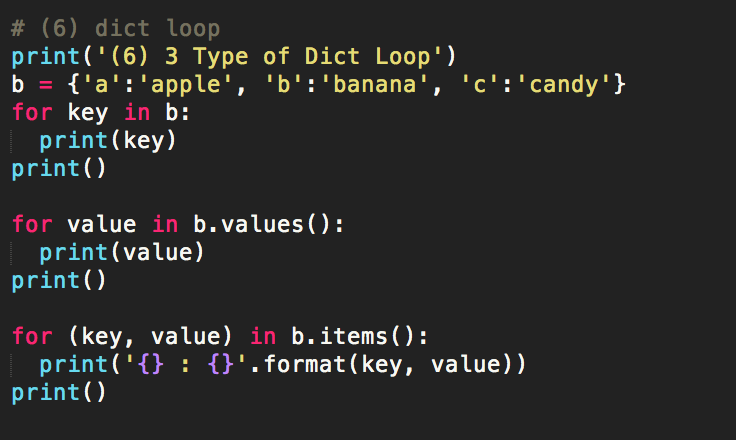 # (6) dict loop
print('(6) 3 Type of Dict Loop')
b = {'a':'apple', 'b':'banana', 'c':'candy'}
for key in b:
  print(key)
print()

for value in b.values():
  print(value)
print()

for (key, value) in b.items():
  print('{} : {}'.format(key, value))
print()